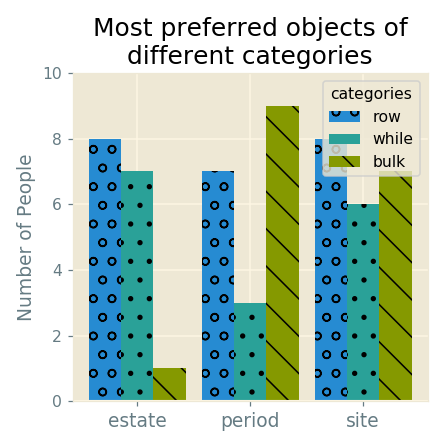 Most preferred objects of
different categories
10
8
6
4
2
0
Number of People
categories
row
while
bulk
estate
period
site